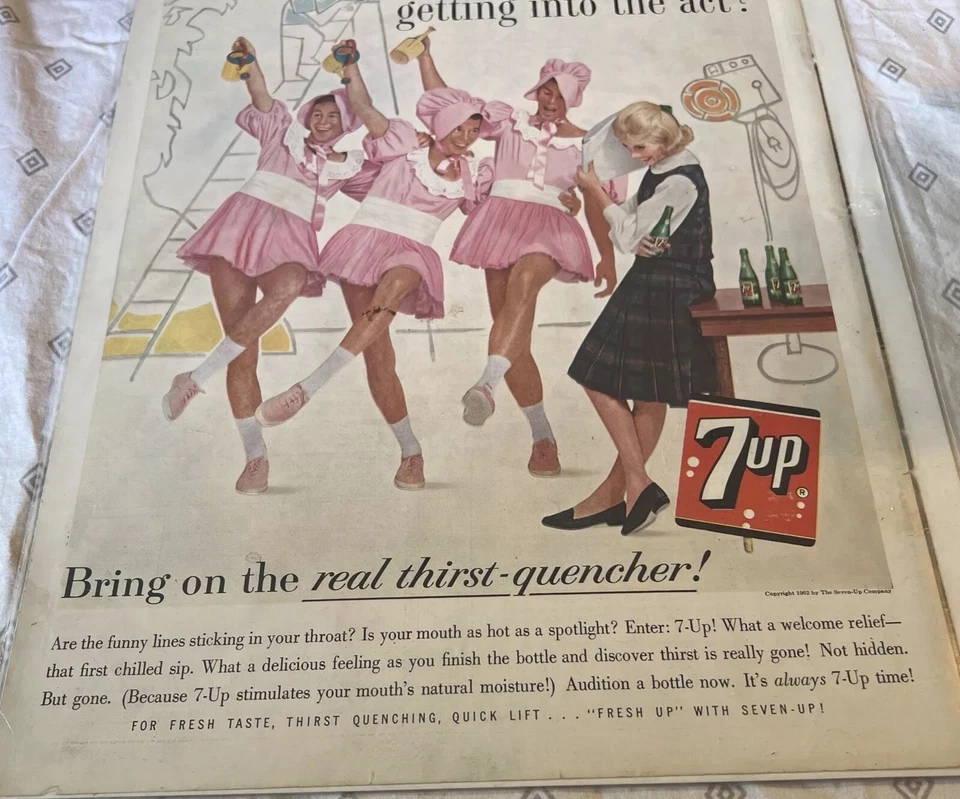 getting into the act?
7up
®
Bring on the real thirst-quencher!
Copyright 1962 by The Seven-Up Company
Are the funny lines sticking in your throat? Is your mouth as hot as a spotlight? Enter: 7-Up! What a welcome relief—
that first chilled sip. What a delicious feeling as you finish the bottle and discover thirst is really gone! Not hidden.
But gone. (Because 7-Up stimulates your mouth's natural moisture!) Audition a bottle now. It's always 7-Up time!
FOR FRESH TASTE, THIRST QUENCHING, QUICK LIFT . . . "FRESH UP" WITH SEVEN-UP!